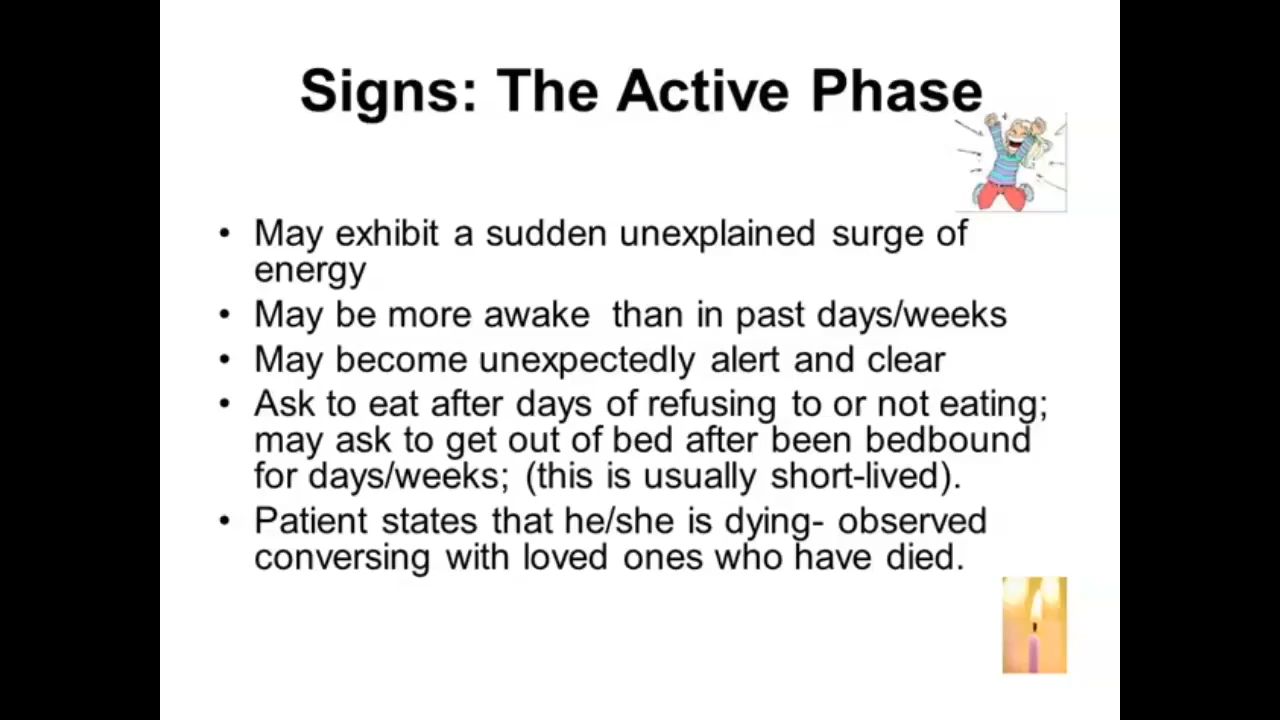 Signs: The Active Phase
• May exhibit a sudden unexplained surge of
energy
• May be more awake than in past days/weeks
• May become unexpectedly alert and clear
• Ask to eat after days of refusing to or not eating;
may ask to get out of bed after been bedbound
for days/weeks; (this is usually short-lived).
• Patient states that he/she is dying- observed
conversing with loved ones who have died.